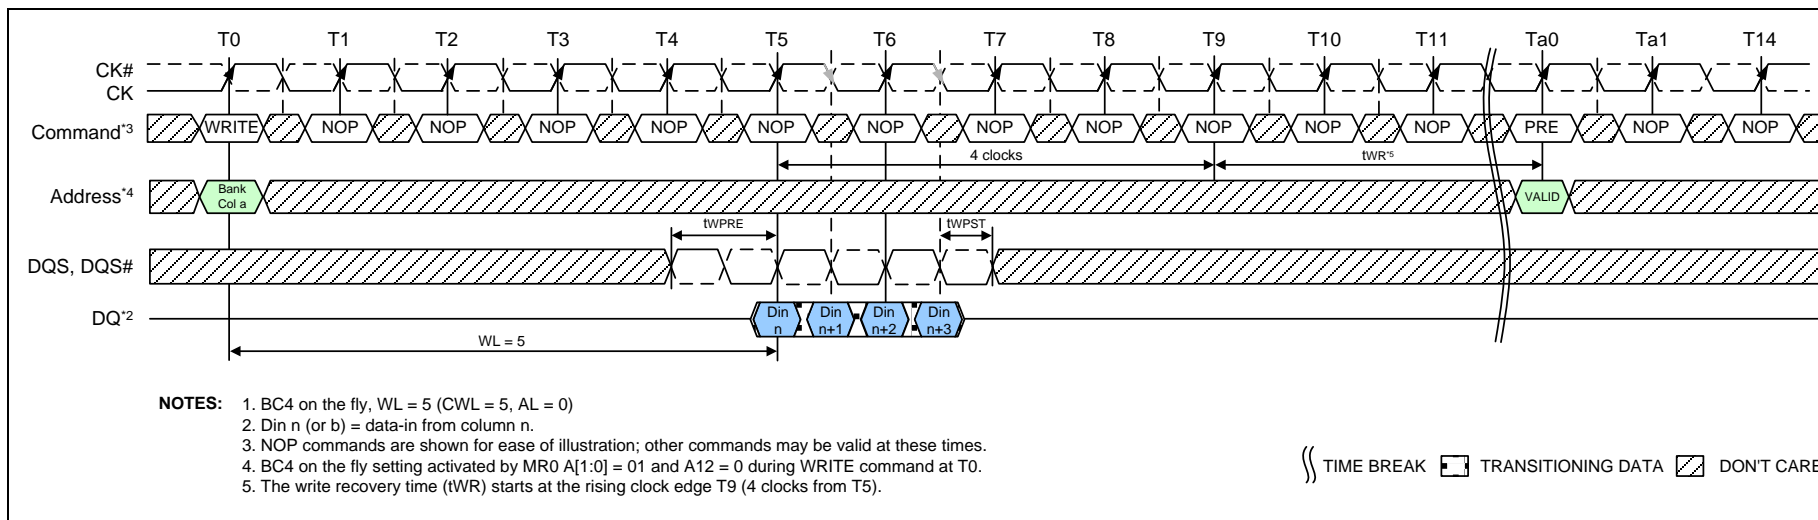 T0 T1 T2 T3 T4 T5 T6 T7 T8 T9 T10 T11 Ta0 Ta1 T14
CK#
CK
Command*3 WRITE NOP NOP NOP NOP NOP NOP NOP NOP NOP NOP NOP PRE NOP NOP
4 clocks tWR*5
Address*4 Bank Col a VALID
tWPRE tWPST
DQS, DQS#
DQ*2 Din n Din n+1 Din n+2 Din n+3
WL = 5
NOTES: 1. BC4 on the fly, WL = 5 (CWL = 5, AL = 0)
2. Din n (or b) = data-in from column n.
3. NOP commands are shown for ease of illustration; other commands may be valid at these times.
4. BC4 on the fly setting activated by MR0 A[1:0] = 01 and A12 = 0 during WRITE command at T0.
5. The write recovery time (tWR) starts at the rising clock edge T9 (4 clocks from T5).
TIME BREAK TRANSITIONING DATA DON'T CARE